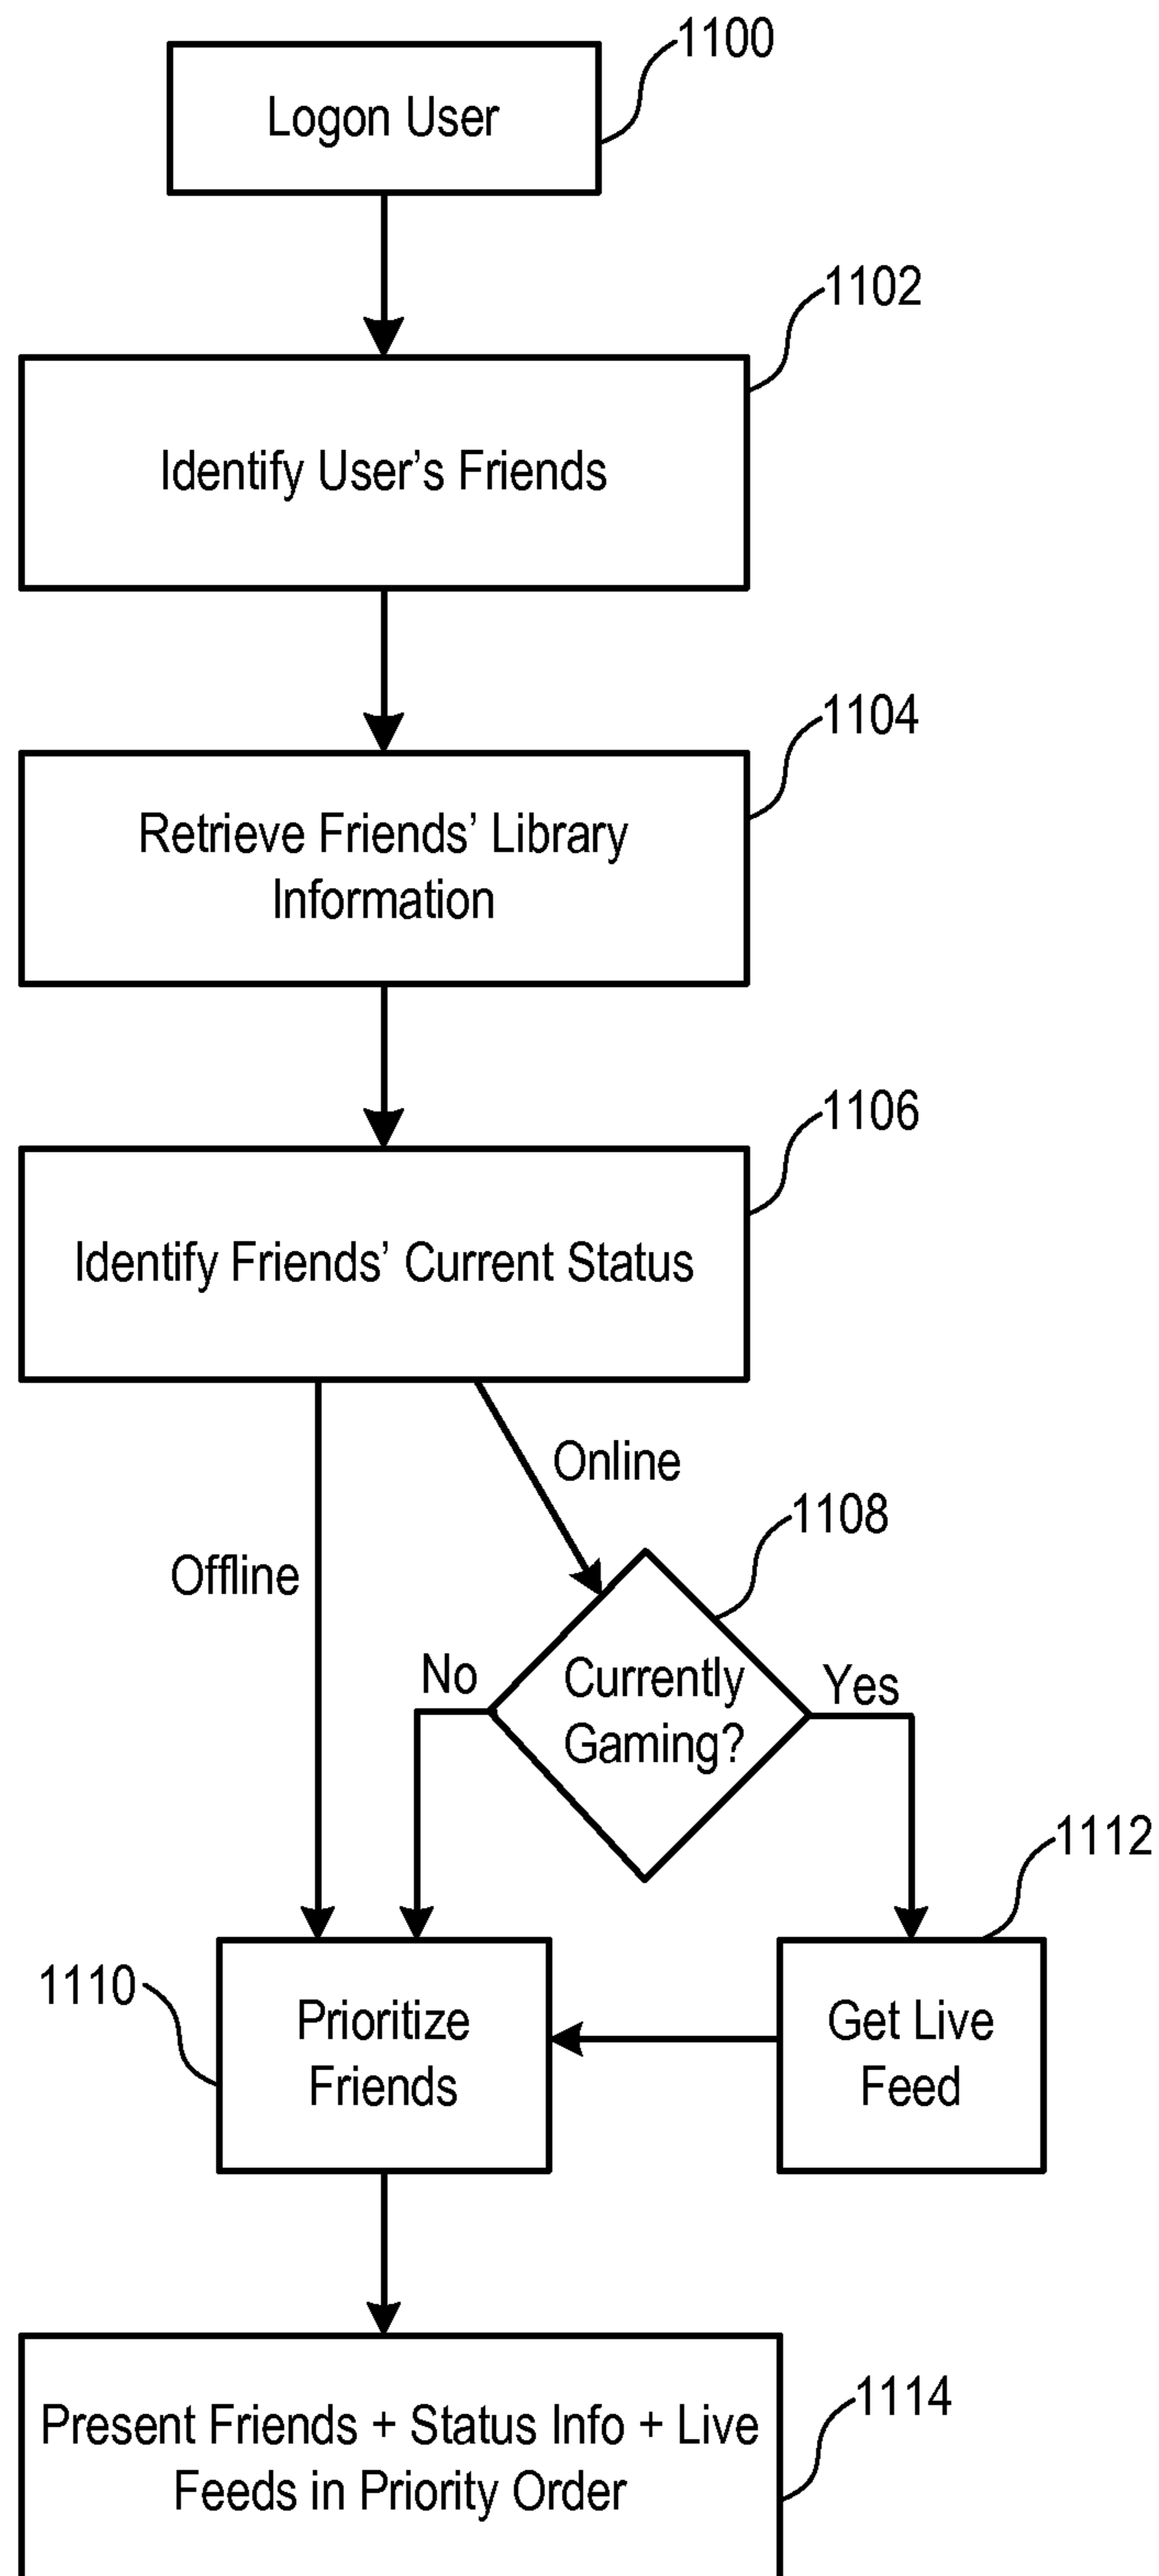 1100
Logon User
1102
Identify User’s Friends
1104
Retrieve Friends’ Library
Information
1106
Identify Friends’ Current Status
Online
1108
Offline
No
Currently
Gaming?
Yes
1112
1110
Prioritize
Friends
Get Live
Feed
1114
Present Friends + Status Info + Live
Feeds in Priority Order